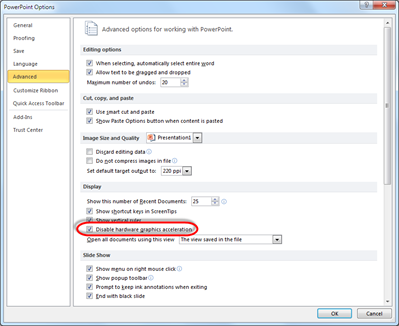 PowerPoint Options
General
Proofing
Save
Language
Advanced
Customize Ribbon
Quick Access Toolbar
Add-Ins
Trust Center
Advanced options for working with PowerPoint.
Editing options
When selecting, automatically select entire word
Allow text to be dragged and dropped
Maximum number of undos: 20
Cut, copy, and paste
Use smart cut and paste
Show Paste Options button when content is pasted
Image Size and Quality Presentation1
Discard editing data
Do not compress images in file
Set default target output to: 220 ppi
Display
Show this number of Recent Documents: 25
Show shortcut keys in ScreenTips
Show vertical ruler
Disable hardware graphics acceleration
Open all documents using this view The view saved in the file
Slide Show
Show menu on right mouse click
Show popup toolbar
Prompt to keep ink annotations when exiting
End with black slide
OK Cancel